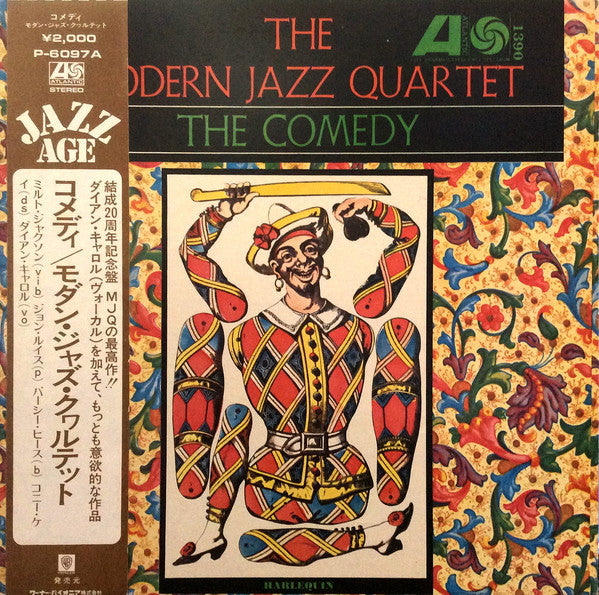 コメディ
モダン・ジャズ・クヮルテット
¥2,000
P-6097A
ATLANTIC
STEREO
JAZZ
AGE
結成20周年記念盤 MJQの最高作!!
ダイアン・キャロル(ヴォーカル)を加えて、もっとも意欲的な作品
コメディ/モダン・ジャズ・クヮルテット
ミルト・ジャクソン(vib) ジョン・ルイス(p) パーシー・ヒース(b) コニー・ケ
イ(ds) ダイアン・キャロル(vo)
発売元
ワーナー・パイオニア株式会社
THE
ODERN JAZZ QUARTET
THE COMEDY
ATLANTIC
1390
HARLEQUIN